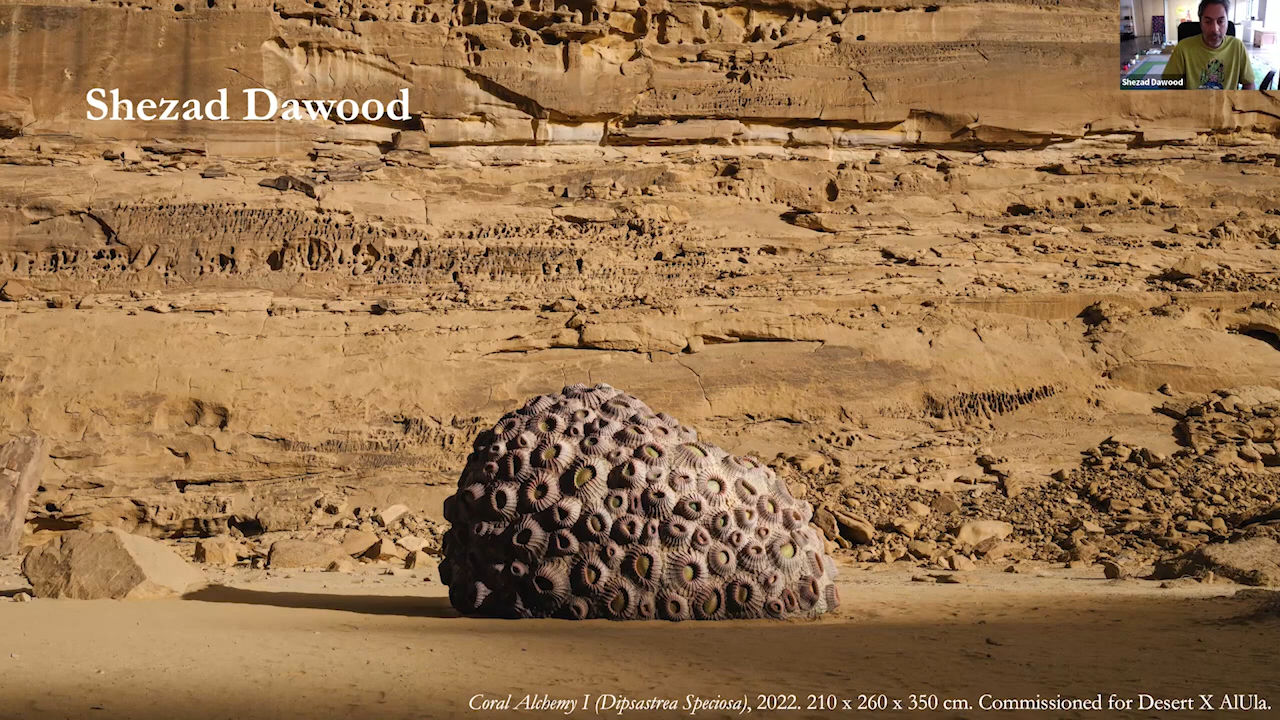 Shezad Dawood
Shezad Dawood
Coral Alchemy I (Dipsastrea Speciosa), 2022. 210 x 260 x 350 cm. Commissioned for Desert X AlUla.